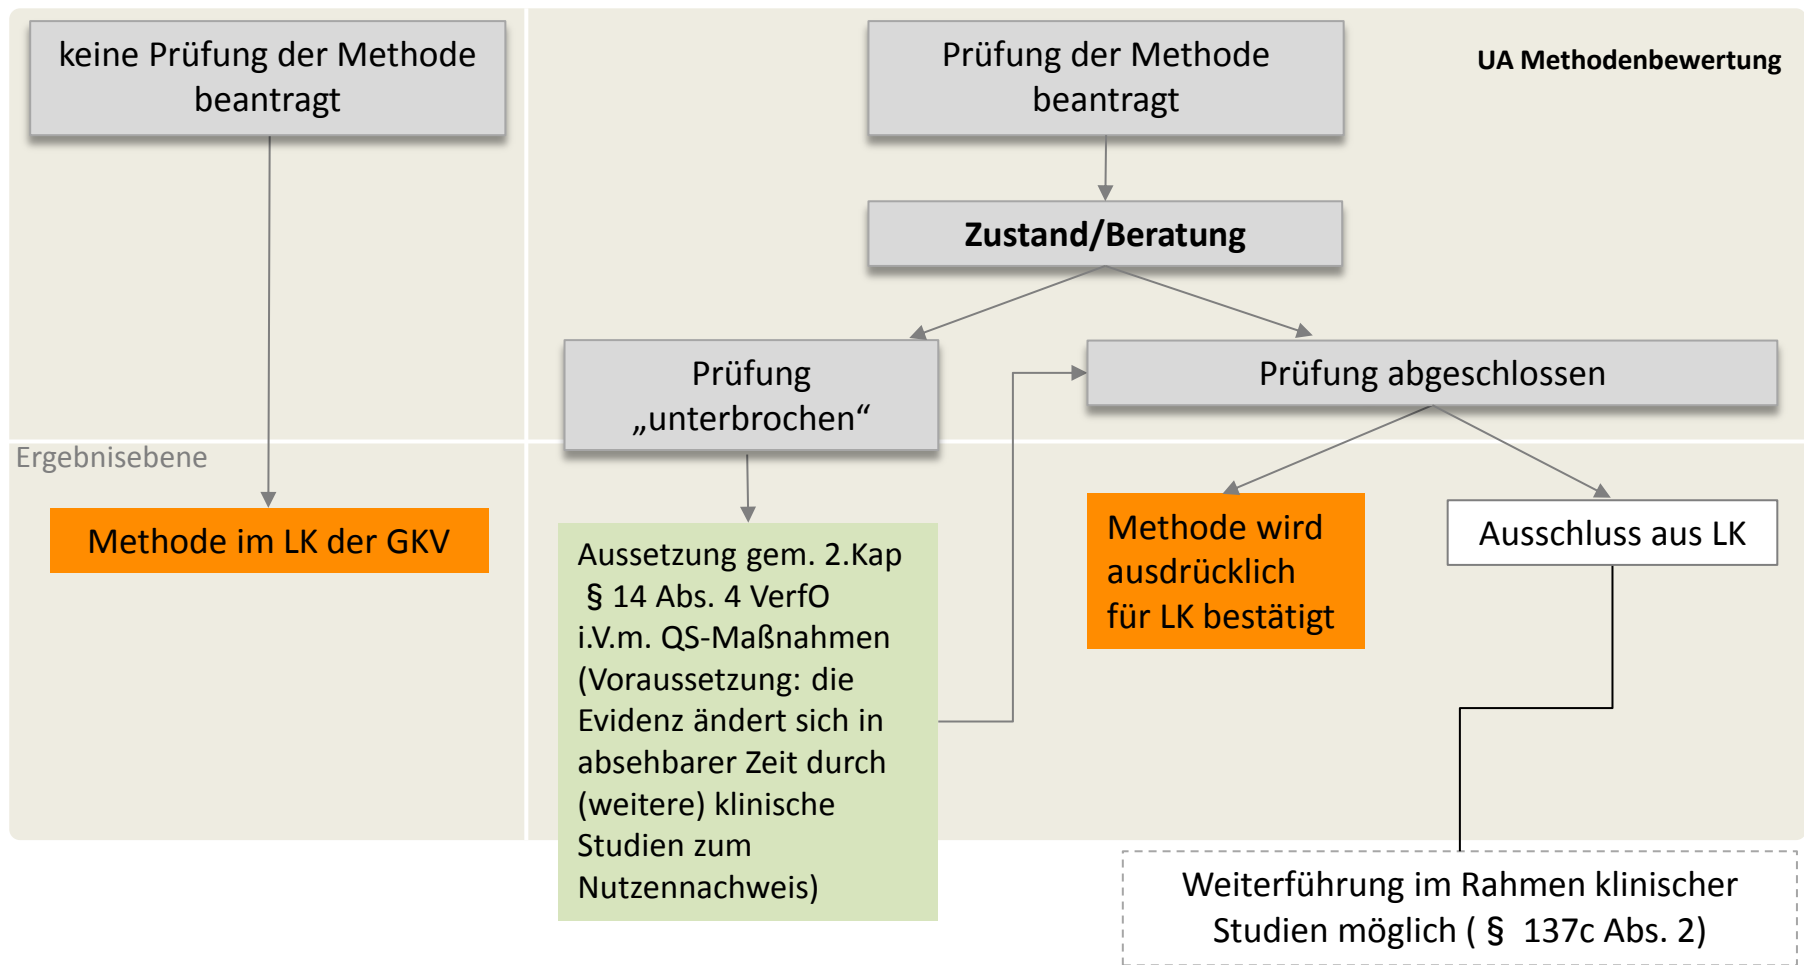 keine Prüfung der Methode
beantragt
Prüfung der Methode
beantragt
UA Methodenbewertung
Zustand/Beratung
Prüfung
„unterbrochen“
Prüfung abgeschlossen
Ergebnisebene
Methode im LK der GKV
Aussetzung gem. 2.Kap
§ 14 Abs. 4 VerfO
i.V.m. QS-Maßnahmen
(Voraussetzung: die
Evidenz ändert sich in
absehbarer Zeit durch
(weitere) klinische
Studien zum
Nutzennachweis)
Methode wird
ausdrücklich
für LK bestätigt
Ausschluss aus LK
Weiterführung im Rahmen klinischer
Studien möglich ( § 137c Abs. 2)